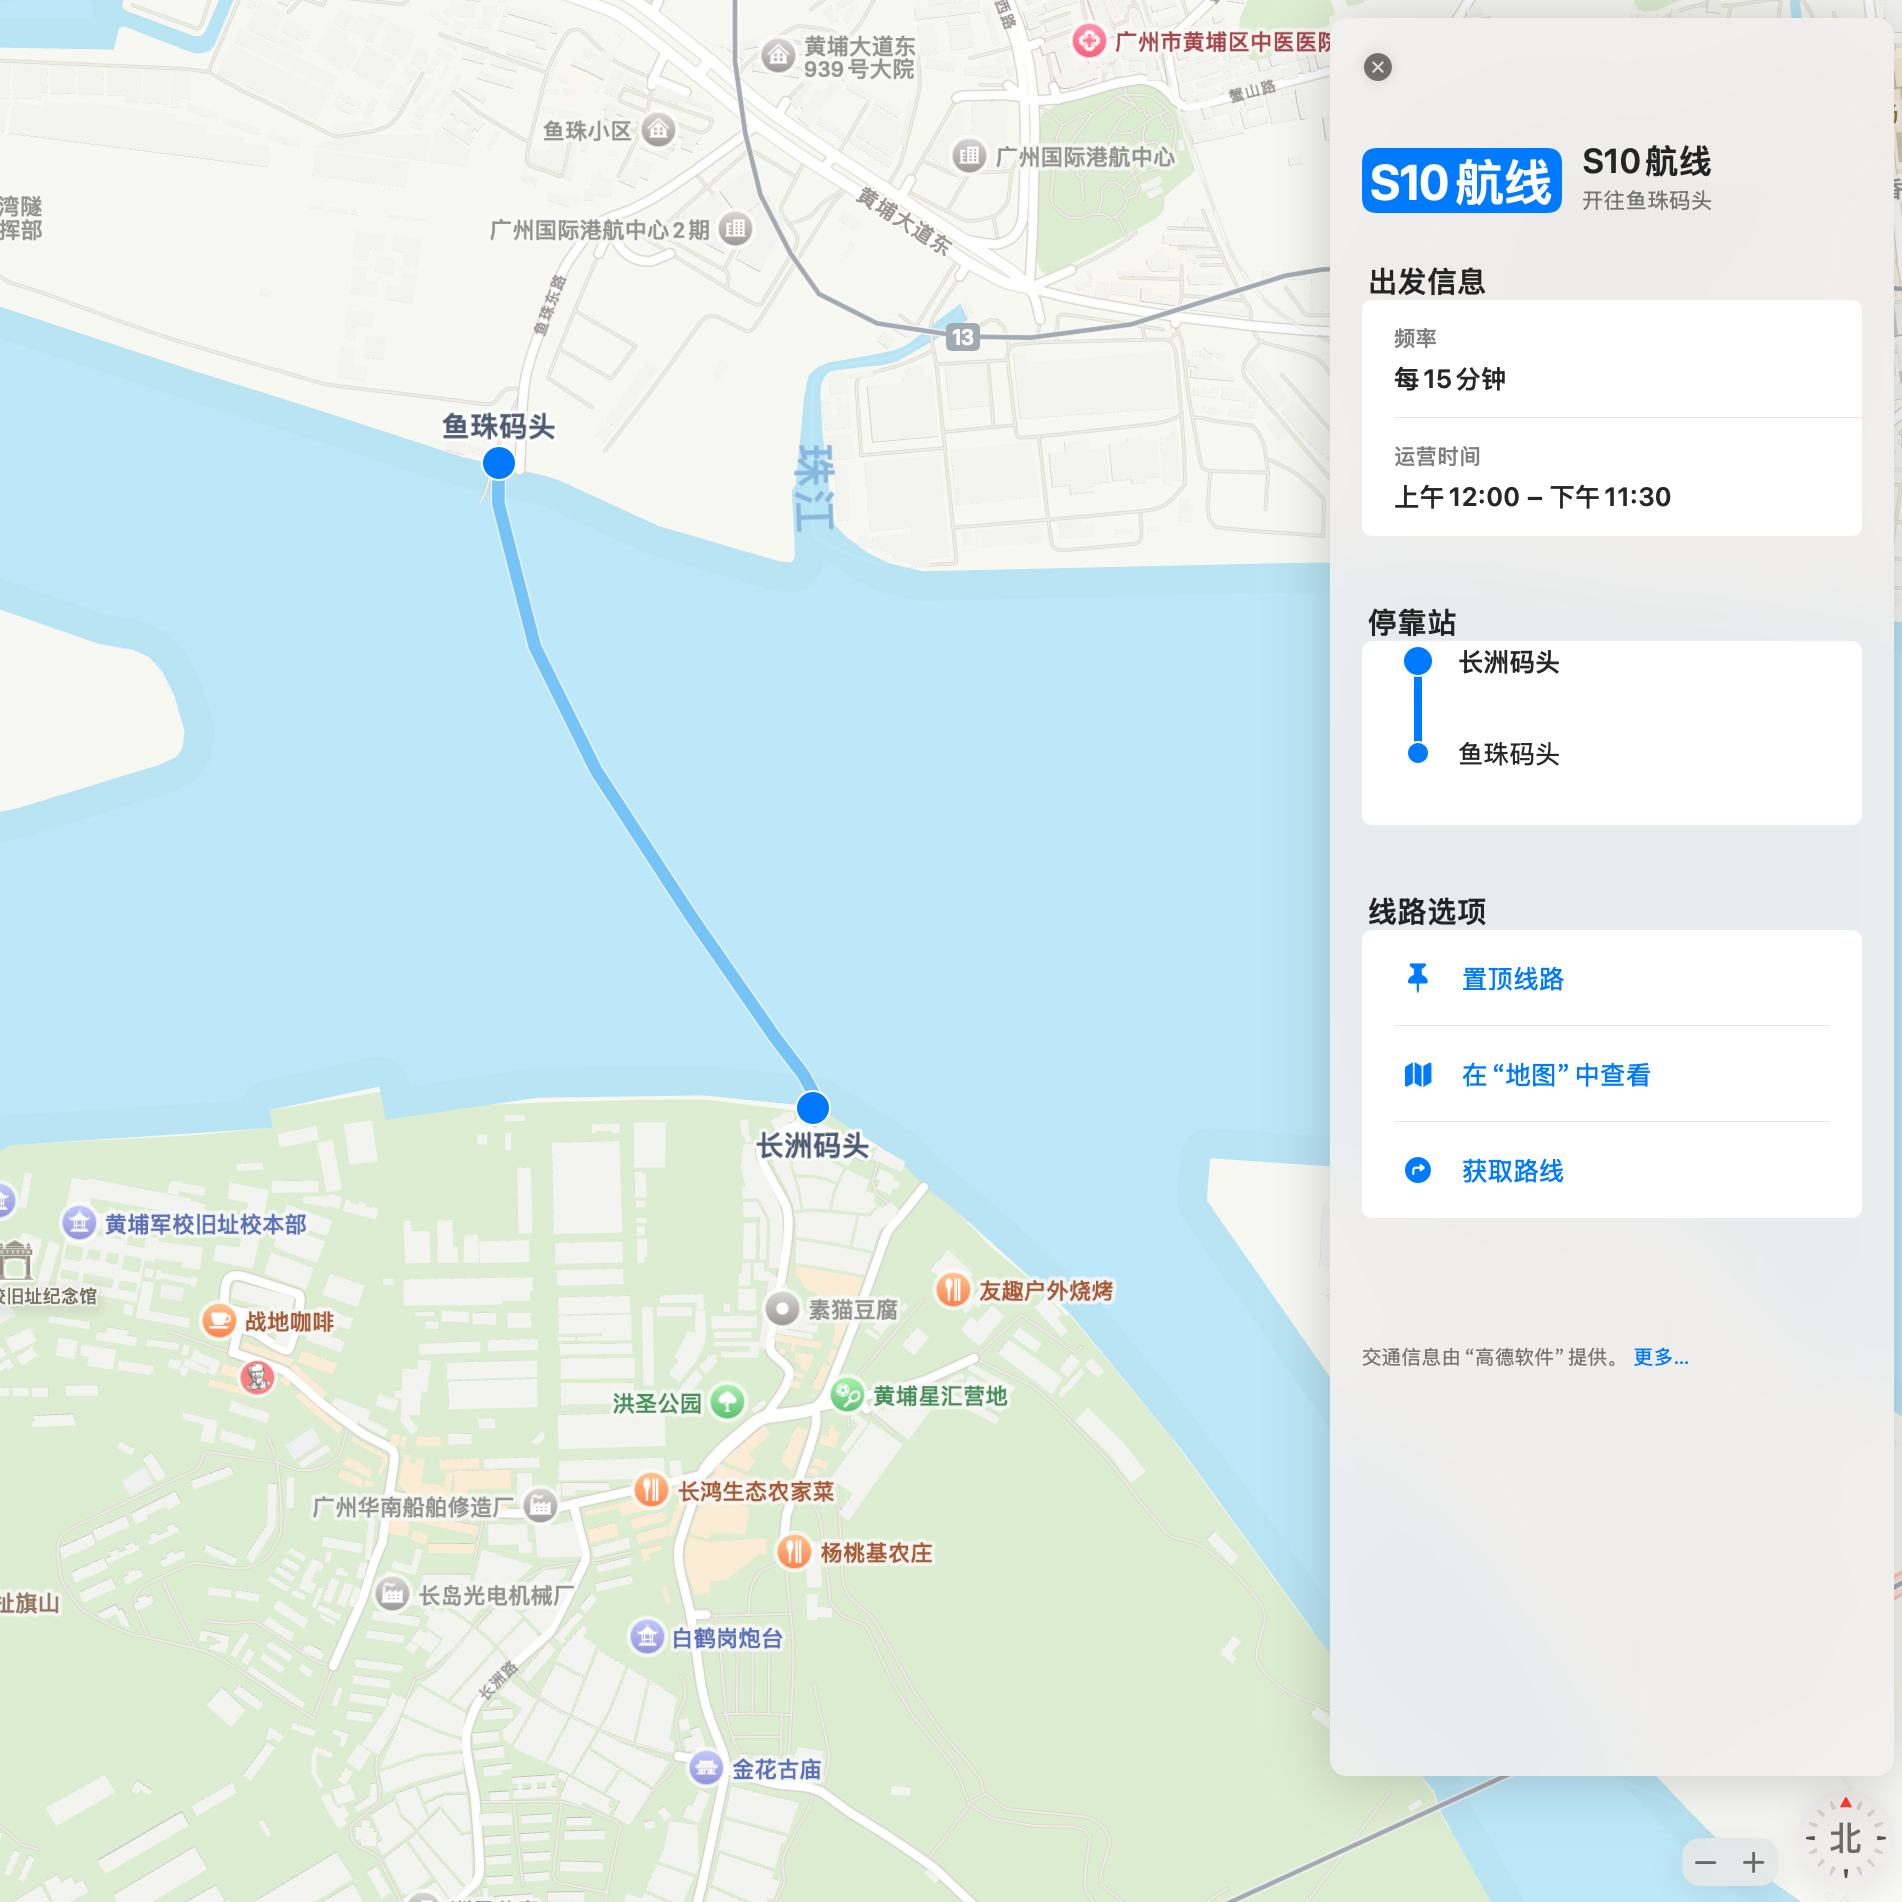 西路
黄埔大道东
939号大院
广州市黄埔区中医医院
蟹山路
鱼珠小区
广州国际港航中心
湾隧
挥部
黄埔大道东
广州国际港航中心2期
鱼珠东路
13
鱼珠码头
珠江
长洲码头
黄埔军校旧址校本部
旧址纪念馆
战地咖啡
友趣户外烧烤
素猫豆腐
洪圣公园
黄埔星汇营地
长鸿生态农家菜
广州华南船舶修造厂
杨桃基农庄
长岛光电机械厂
旗山
白鹤岗炮台
长洲路
金花古庙
S10航线
S10航线
开往鱼珠码头
出发信息
频率
每15分钟
运营时间
上午12:00 – 下午11:30
停靠站
长洲码头
鱼珠码头
线路选项
置顶线路
在“地图”中查看
获取路线
交通信息由“高德软件”提供。 更多...
北